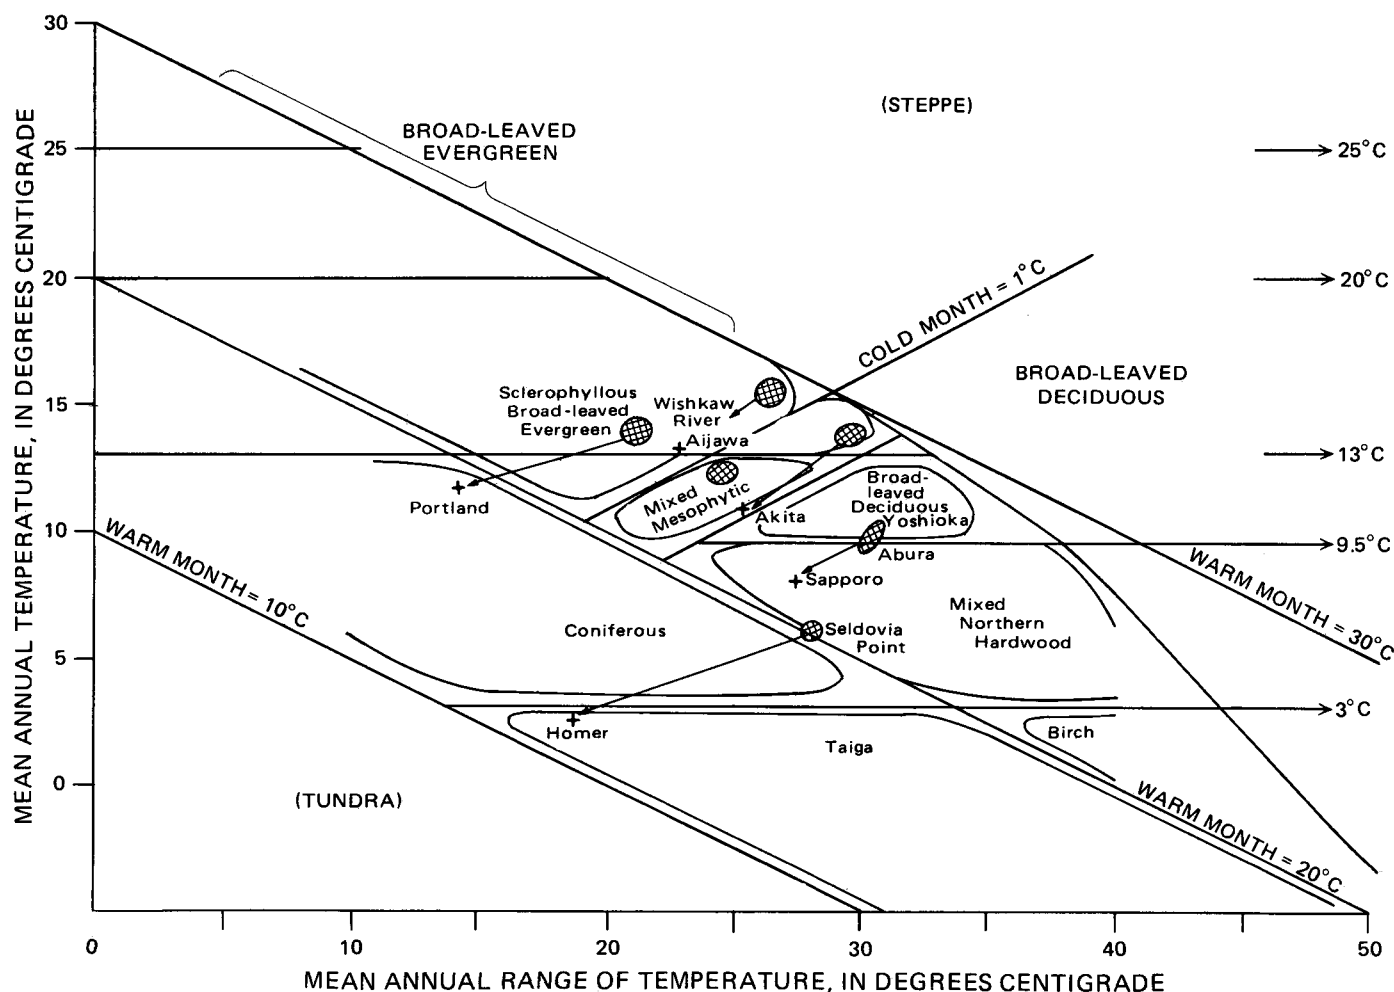 MEAN ANNUAL TEMPERATURE, IN DEGREES CENTIGRADE
30
25
20
15
10
5
0
(STEPPE)
BROAD-LEAVED
EVERGREEN
25°C
20°C
COLD MONTH = 1°C
BROAD-LEAVED
DECIDUOUS
Sclerophyllous
Broad-leaved
Evergreen
Wishkaw
River
Aijawa
13°C
Portland
Mixed
Mesophytic
Akita
Broad-
leaved
Deciduous
Yoshioka
Abura
9.5°C
WARM MONTH = 10°C
Sapporo
WARM MONTH = 30°C
Mixed
Northern
Hardwood
Coniferous
Seldovia
Point
3°C
Homer
Taiga
Birch
(TUNDRA)
WARM MONTH = 20°C
0
10
20
30
40
50
MEAN ANNUAL RANGE OF TEMPERATURE, IN DEGREES CENTIGRADE